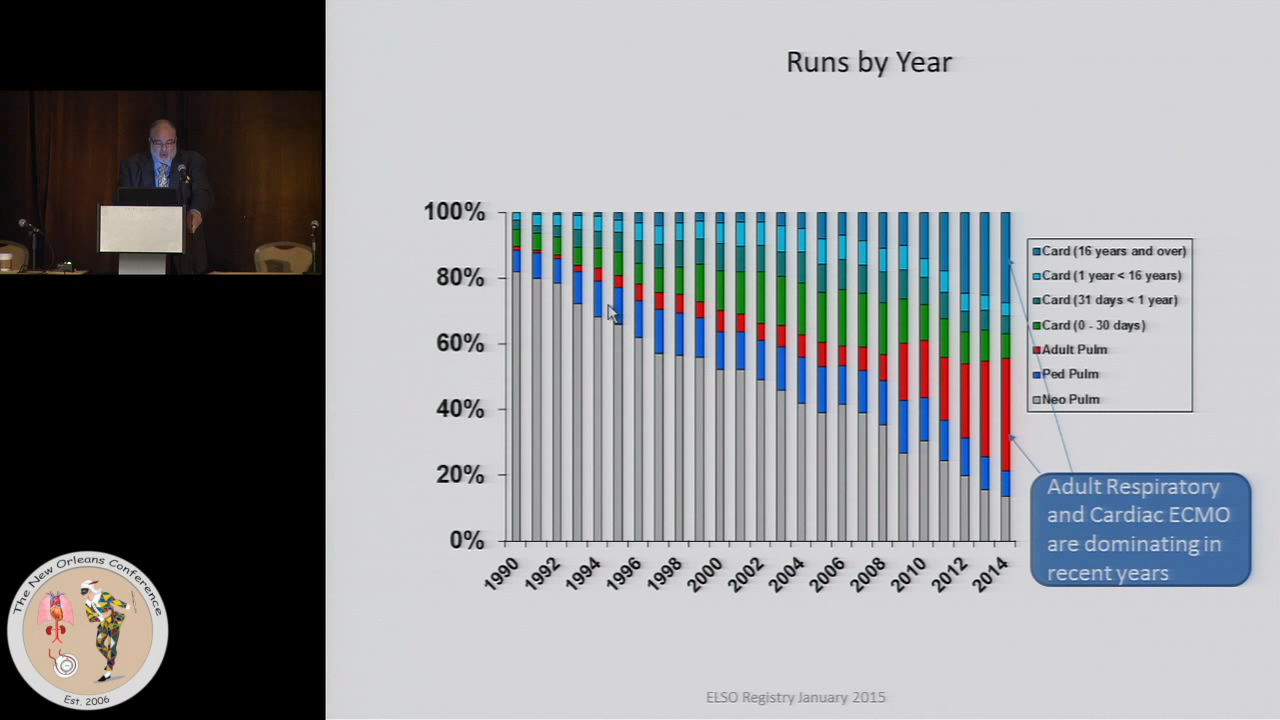 Runs by Year
100%
80%
60%
40%
20%
0%
1990
1992
1994
1996
1998
2000
2002
2004
2006
2008
2010
2012
2014
Card (16 years and over)
Card (1 year < 16 years)
Card (31 days < 1 year)
Card (0 - 30 days)
Adult Pulm
Ped Pulm
Neo Pulm
Adult Respiratory
and Cardiac ECMO
are dominating in
recent years
ELSO Registry January 2015
The New Orleans Conference
Est. 2006